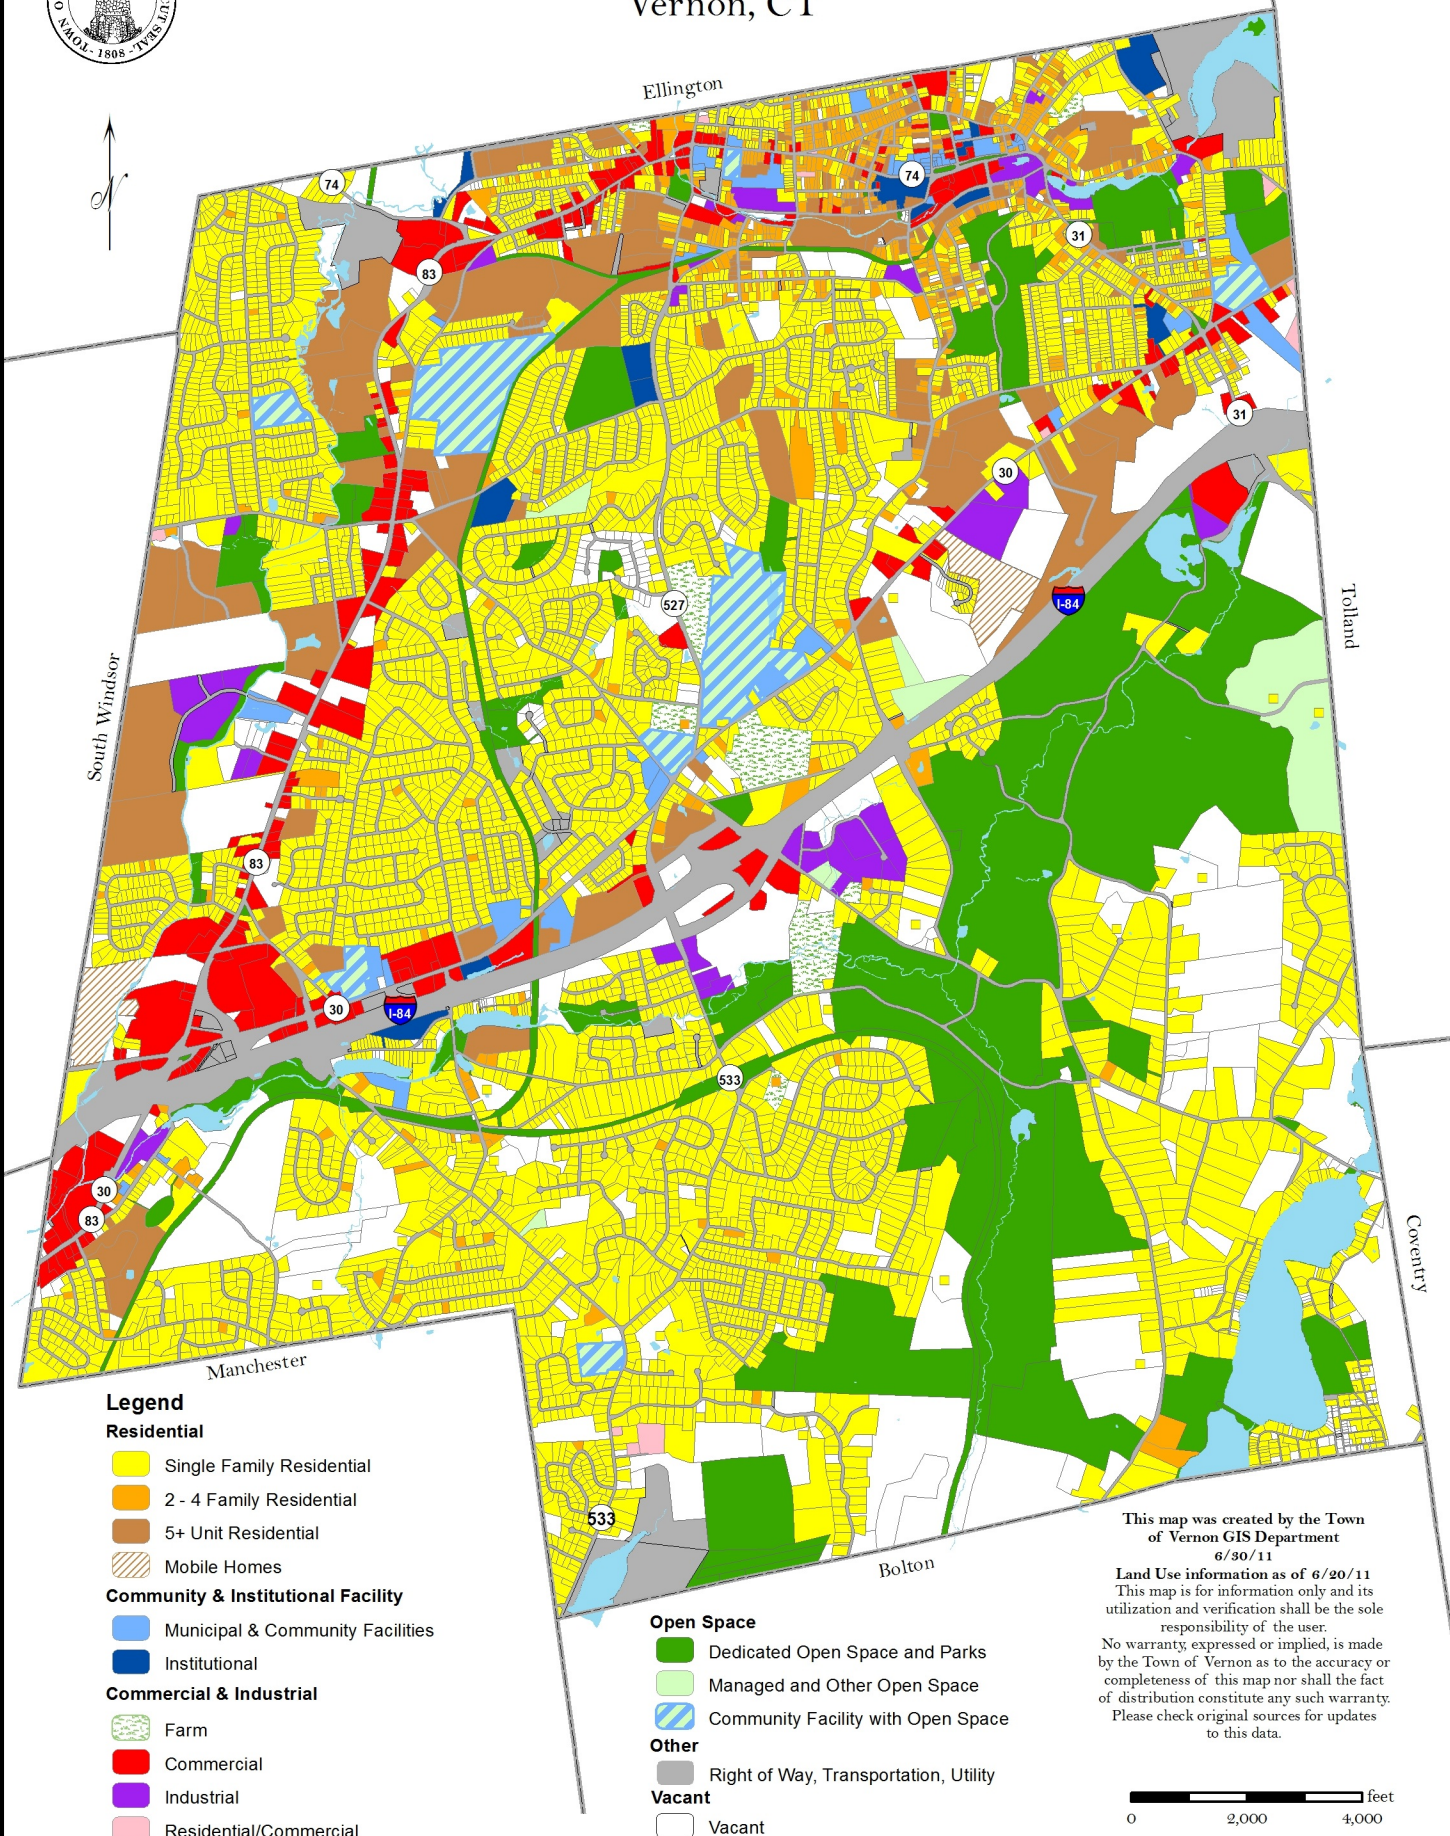 Vernon, CT
TOWN - 1808 - SEAL
Ellington
74
74
83
31
31
30
527
I-84
Tolland
South Windsor
83
30
I-84
533
30
83
Coventry
Manchester
533
Bolton
Legend
Residential
Single Family Residential
2 - 4 Family Residential
5+ Unit Residential
Mobile Homes
Community & Institutional Facility
Municipal & Community Facilities
Institutional
Commercial & Industrial
Farm
Commercial
Industrial
Residential/Commercial
Open Space
Dedicated Open Space and Parks
Managed and Other Open Space
Community Facility with Open Space
Other
Right of Way, Transportation, Utility
Vacant
Vacant
This map was created by the Town
of Vernon GIS Department
6/30/11
Land Use information as of 6/20/11
This map is for information only and its
utilization and verification shall be the sole
responsibility of the user.
No warranty, expressed or implied, is made
by the Town of Vernon as to the accuracy or
completeness of this map nor shall the fact
of distribution constitute any such warranty.
Please check original sources for updates
to this data.
feet
0 2,000 4,000